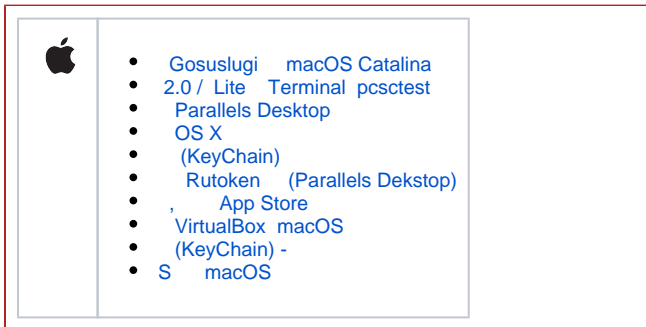 Gosuslugi macOS Catalina
2.0 / Lite Terminal pcsctest
Parallels Desktop
OS X
(KeyChain)
Rutoken (Parallels Dekstop)
, App Store
VirtualBox macOS
(KeyChain) -
S macOS